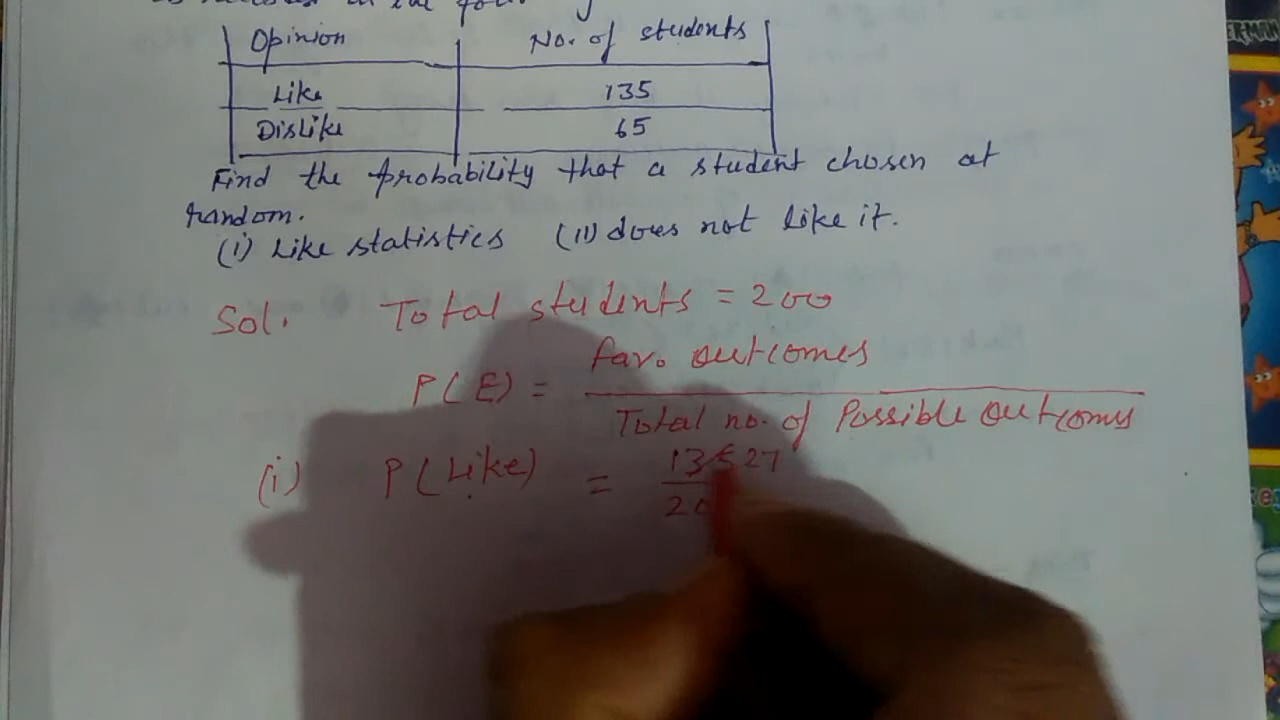 Opinion No. of students
Like 135
Dislike 65
Find the probability that a student chosen at
random.
(i) Like statistics (ii) does not like it.
Sol. Total students = 200
P(E) = fav. outcomes
Total no. of Possible outcoms
(i) P(Like) = 135 27
20